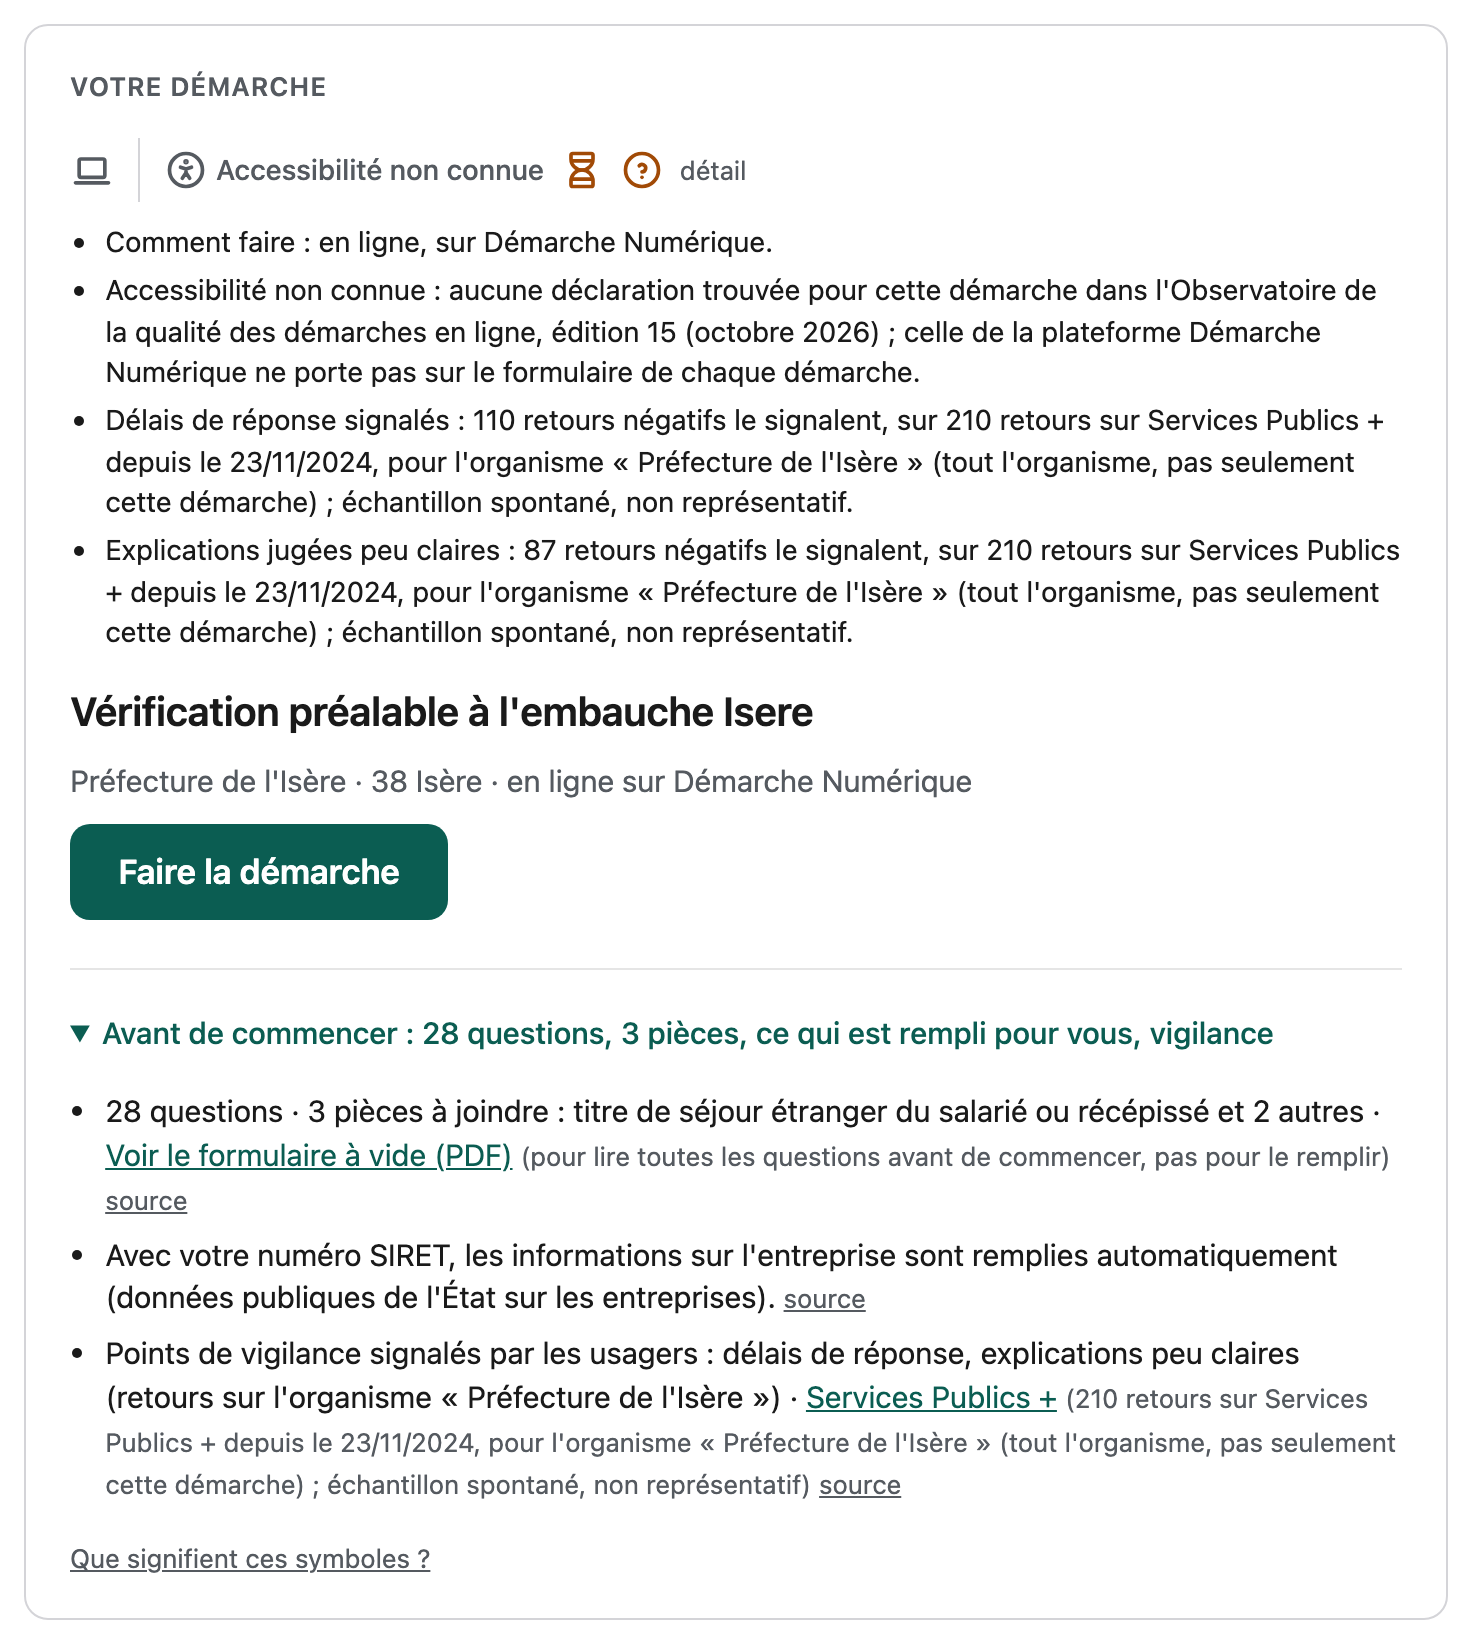 VOTRE DÉMARCHE
Accessibilité non connue ? détail
• Comment faire : en ligne, sur Démarche Numérique.
• Accessibilité non connue : aucune déclaration trouvée pour cette démarche dans l'Observatoire de
la qualité des démarches en ligne, édition 15 (octobre 2026) ; celle de la plateforme Démarche
Numérique ne porte pas sur le formulaire de chaque démarche.
• Délais de réponse signalés : 110 retours négatifs le signalent, sur 210 retours sur Services Publics +
depuis le 23/11/2024, pour l'organisme « Préfecture de l'Isère » (tout l'organisme, pas seulement
cette démarche) ; échantillon spontané, non représentatif.
• Explications jugées peu claires : 87 retours négatifs le signalent, sur 210 retours sur Services Publics
+ depuis le 23/11/2024, pour l'organisme « Préfecture de l'Isère » (tout l'organisme, pas seulement
cette démarche) ; échantillon spontané, non représentatif.
Vérification préalable à l'embauche Isere
Préfecture de l'Isère · 38 Isère · en ligne sur Démarche Numérique
Faire la démarche
▼ Avant de commencer : 28 questions, 3 pièces, ce qui est rempli pour vous, vigilance
• 28 questions · 3 pièces à joindre : titre de séjour étranger du salarié ou récépissé et 2 autres ·
Voir le formulaire à vide (PDF) (pour lire toutes les questions avant de commencer, pas pour le remplir)
source
• Avec votre numéro SIRET, les informations sur l'entreprise sont remplies automatiquement
(données publiques de l'État sur les entreprises). source
• Points de vigilance signalés par les usagers : délais de réponse, explications peu claires
(retours sur l'organisme « Préfecture de l'Isère ») · Services Publics + (210 retours sur Services
Publics + depuis le 23/11/2024, pour l'organisme « Préfecture de l'Isère » (tout l'organisme, pas seulement
cette démarche) ; échantillon spontané, non représentatif) source
Que signifient ces symboles ?